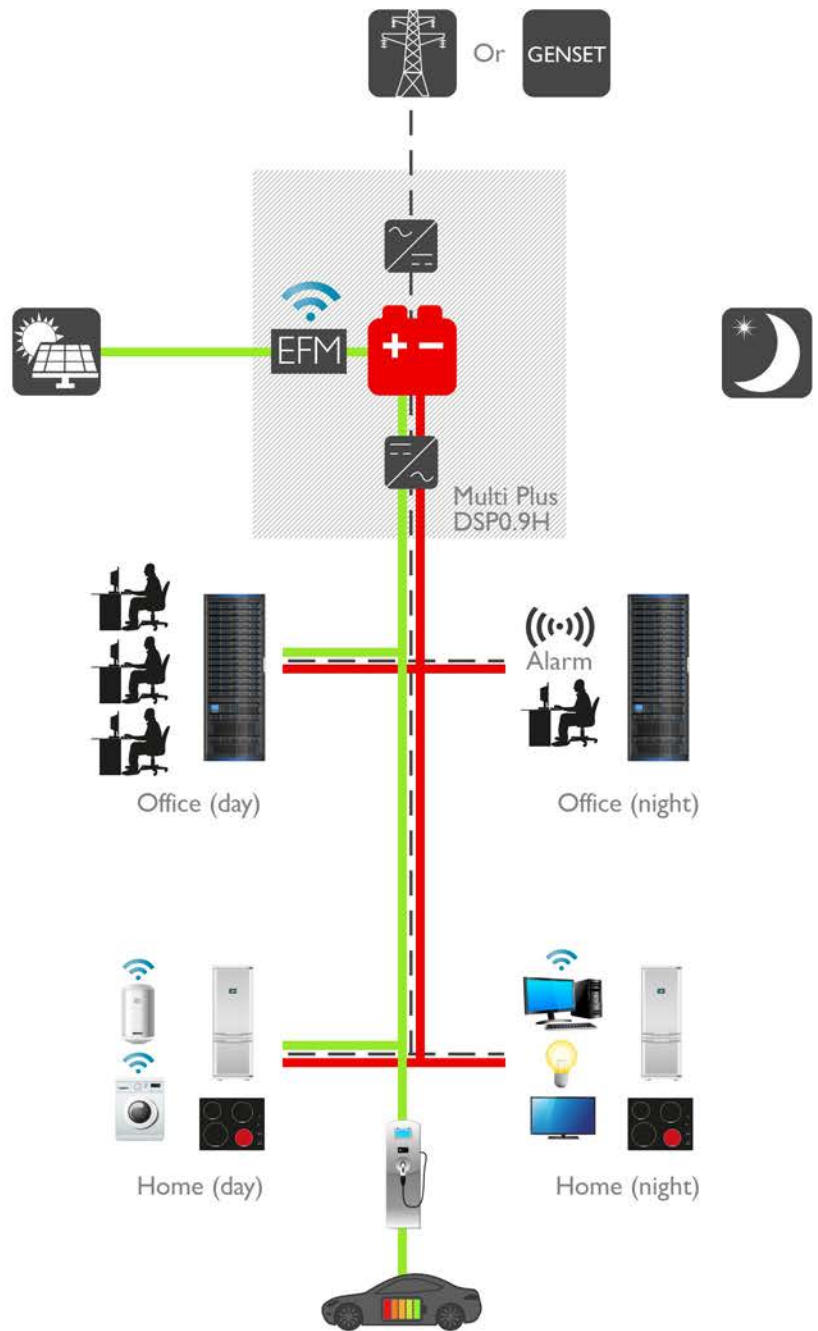 Or
GENSET
EFM
+ −
Multi Plus
DSP0.9H
Alarm
Office (day)
Office (night)
Home (day)
Home (night)